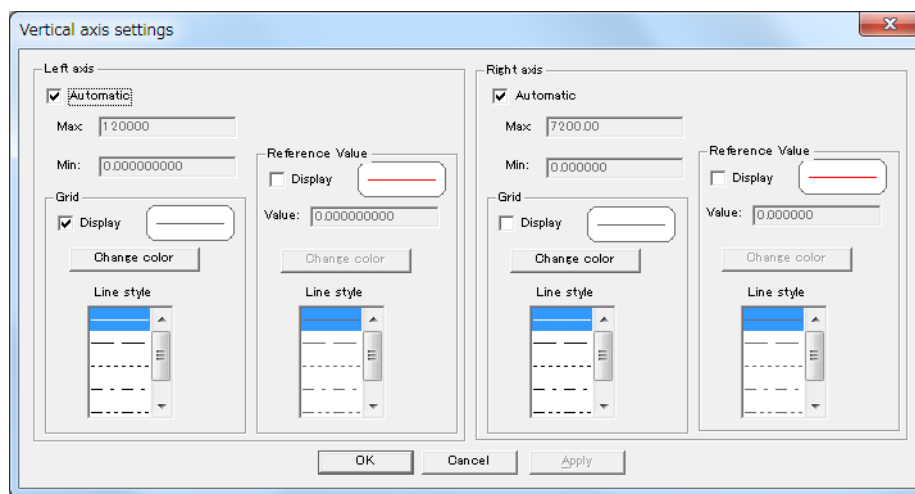 Vertical axis settings
Left axis
Automatic
Max: 120000
Min: 0.000000000
Grid
Display
Change color
Line style
Reference Value
Display
Value: 0.000000000
Change color
Line style
Right axis
Automatic
Max: 7200.00
Min: 0.000000
Grid
Display
Change color
Line style
Reference Value
Display
Value: 0.000000
Change color
Line style
OK
Cancel
Apply